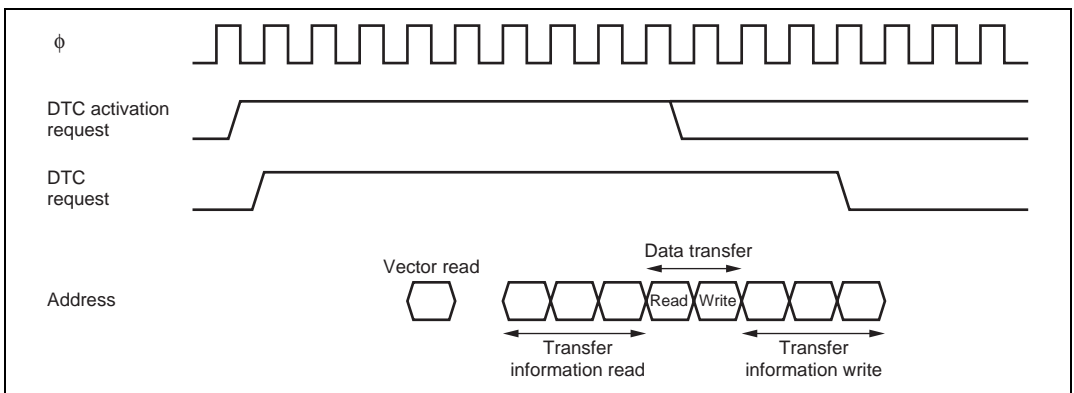 φ
DTC activation
request
DTC
request
Data transfer
Vector read
Address
Read
Write
Transfer
information read
Transfer
information write